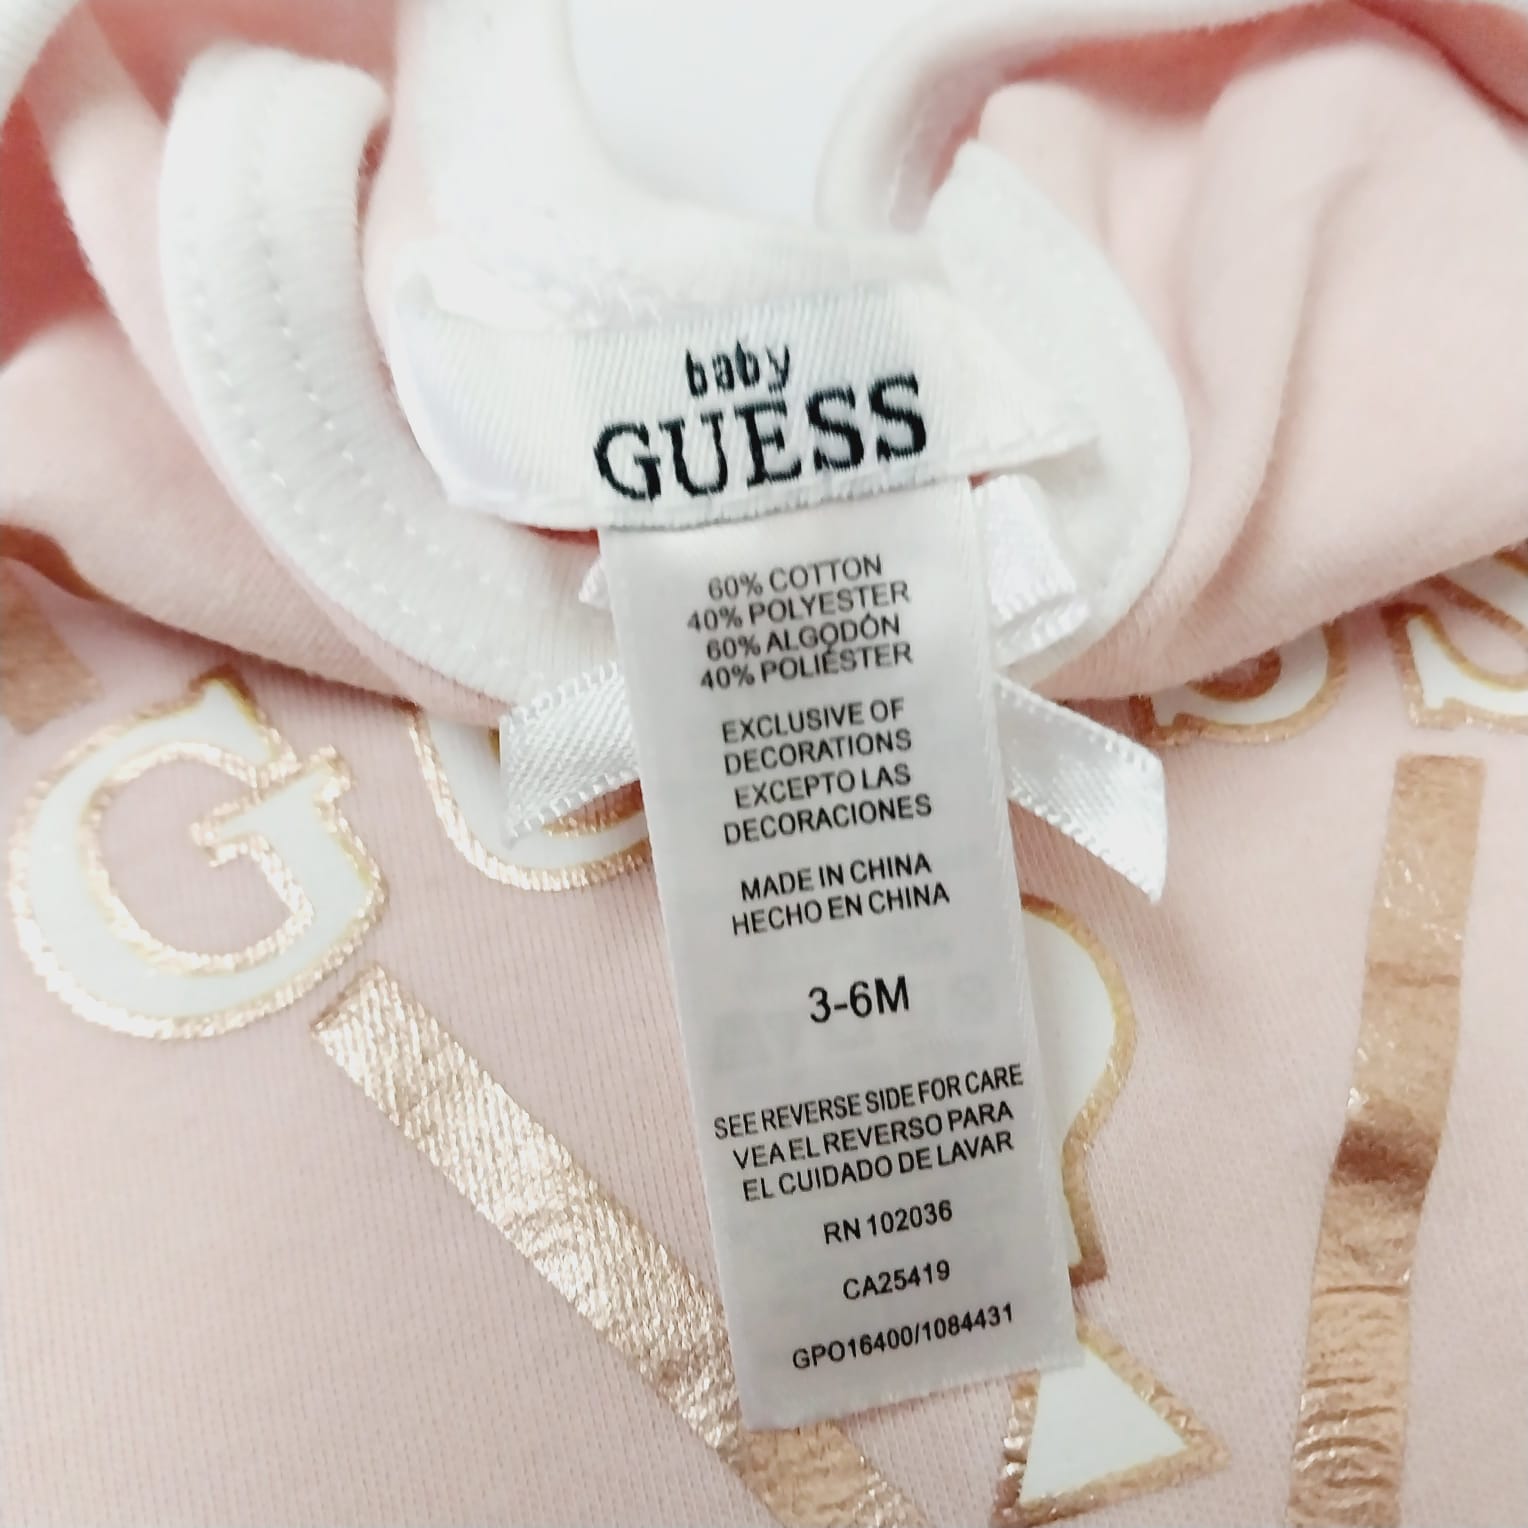 baby
GUESS
60% COTTON
40% POLYESTER
60% ALGODÓN
40% POLIÉSTER
EXCLUSIVE OF
DECORATIONS
EXCEPTO LAS
DECORACIONES
MADE IN CHINA
HECHO EN CHINA
3-6M
SEE REVERSE SIDE FOR CARE
VEA EL REVERSO PARA
EL CUIDADO DE LAVAR
RN 102036
CA25419
GPO16400/1084431